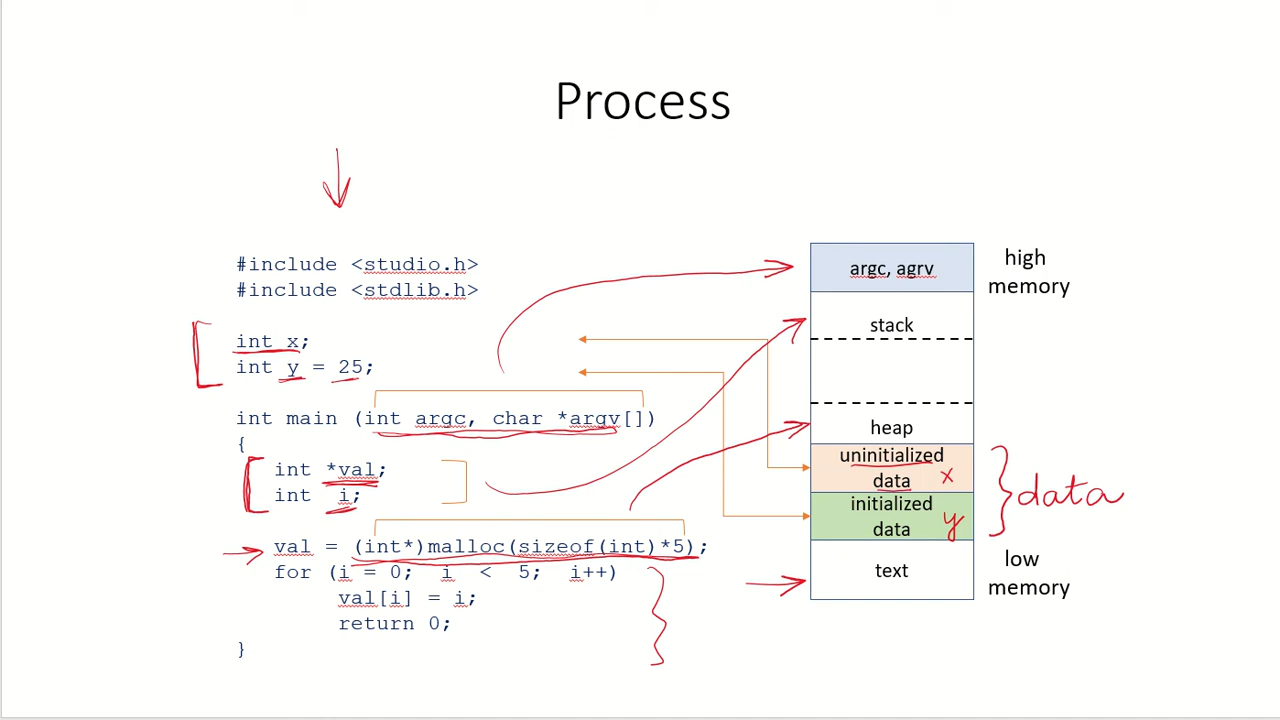 Process
#include <studio.h>
#include <stdlib.h>
int x;
int y = 25;
int main (int argc, char *argv[])
{
int *val;
int i;
val = (int*)malloc(sizeof(int)*5);
for (i = 0; i < 5; i++)
val[i] = i;
return 0;
}
argc, agrv
stack
heap
uninitialized
data x
initialized
data y
text
high
memory
data
low
memory